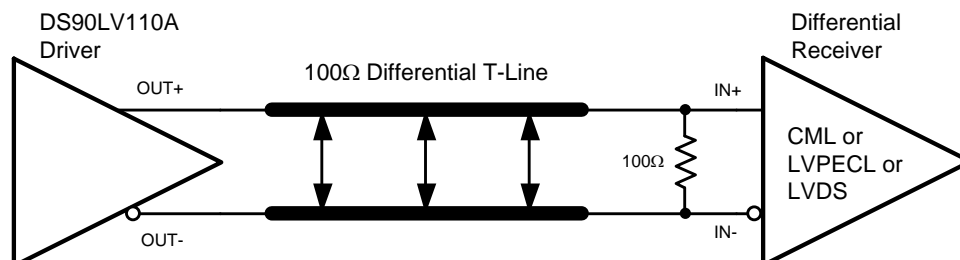 DS90LV110A
Driver
Differential
Receiver
100Ω Differential T-Line
OUT+
IN+
100Ω
CML or
LVPECL or
LVDS
OUT-
IN-